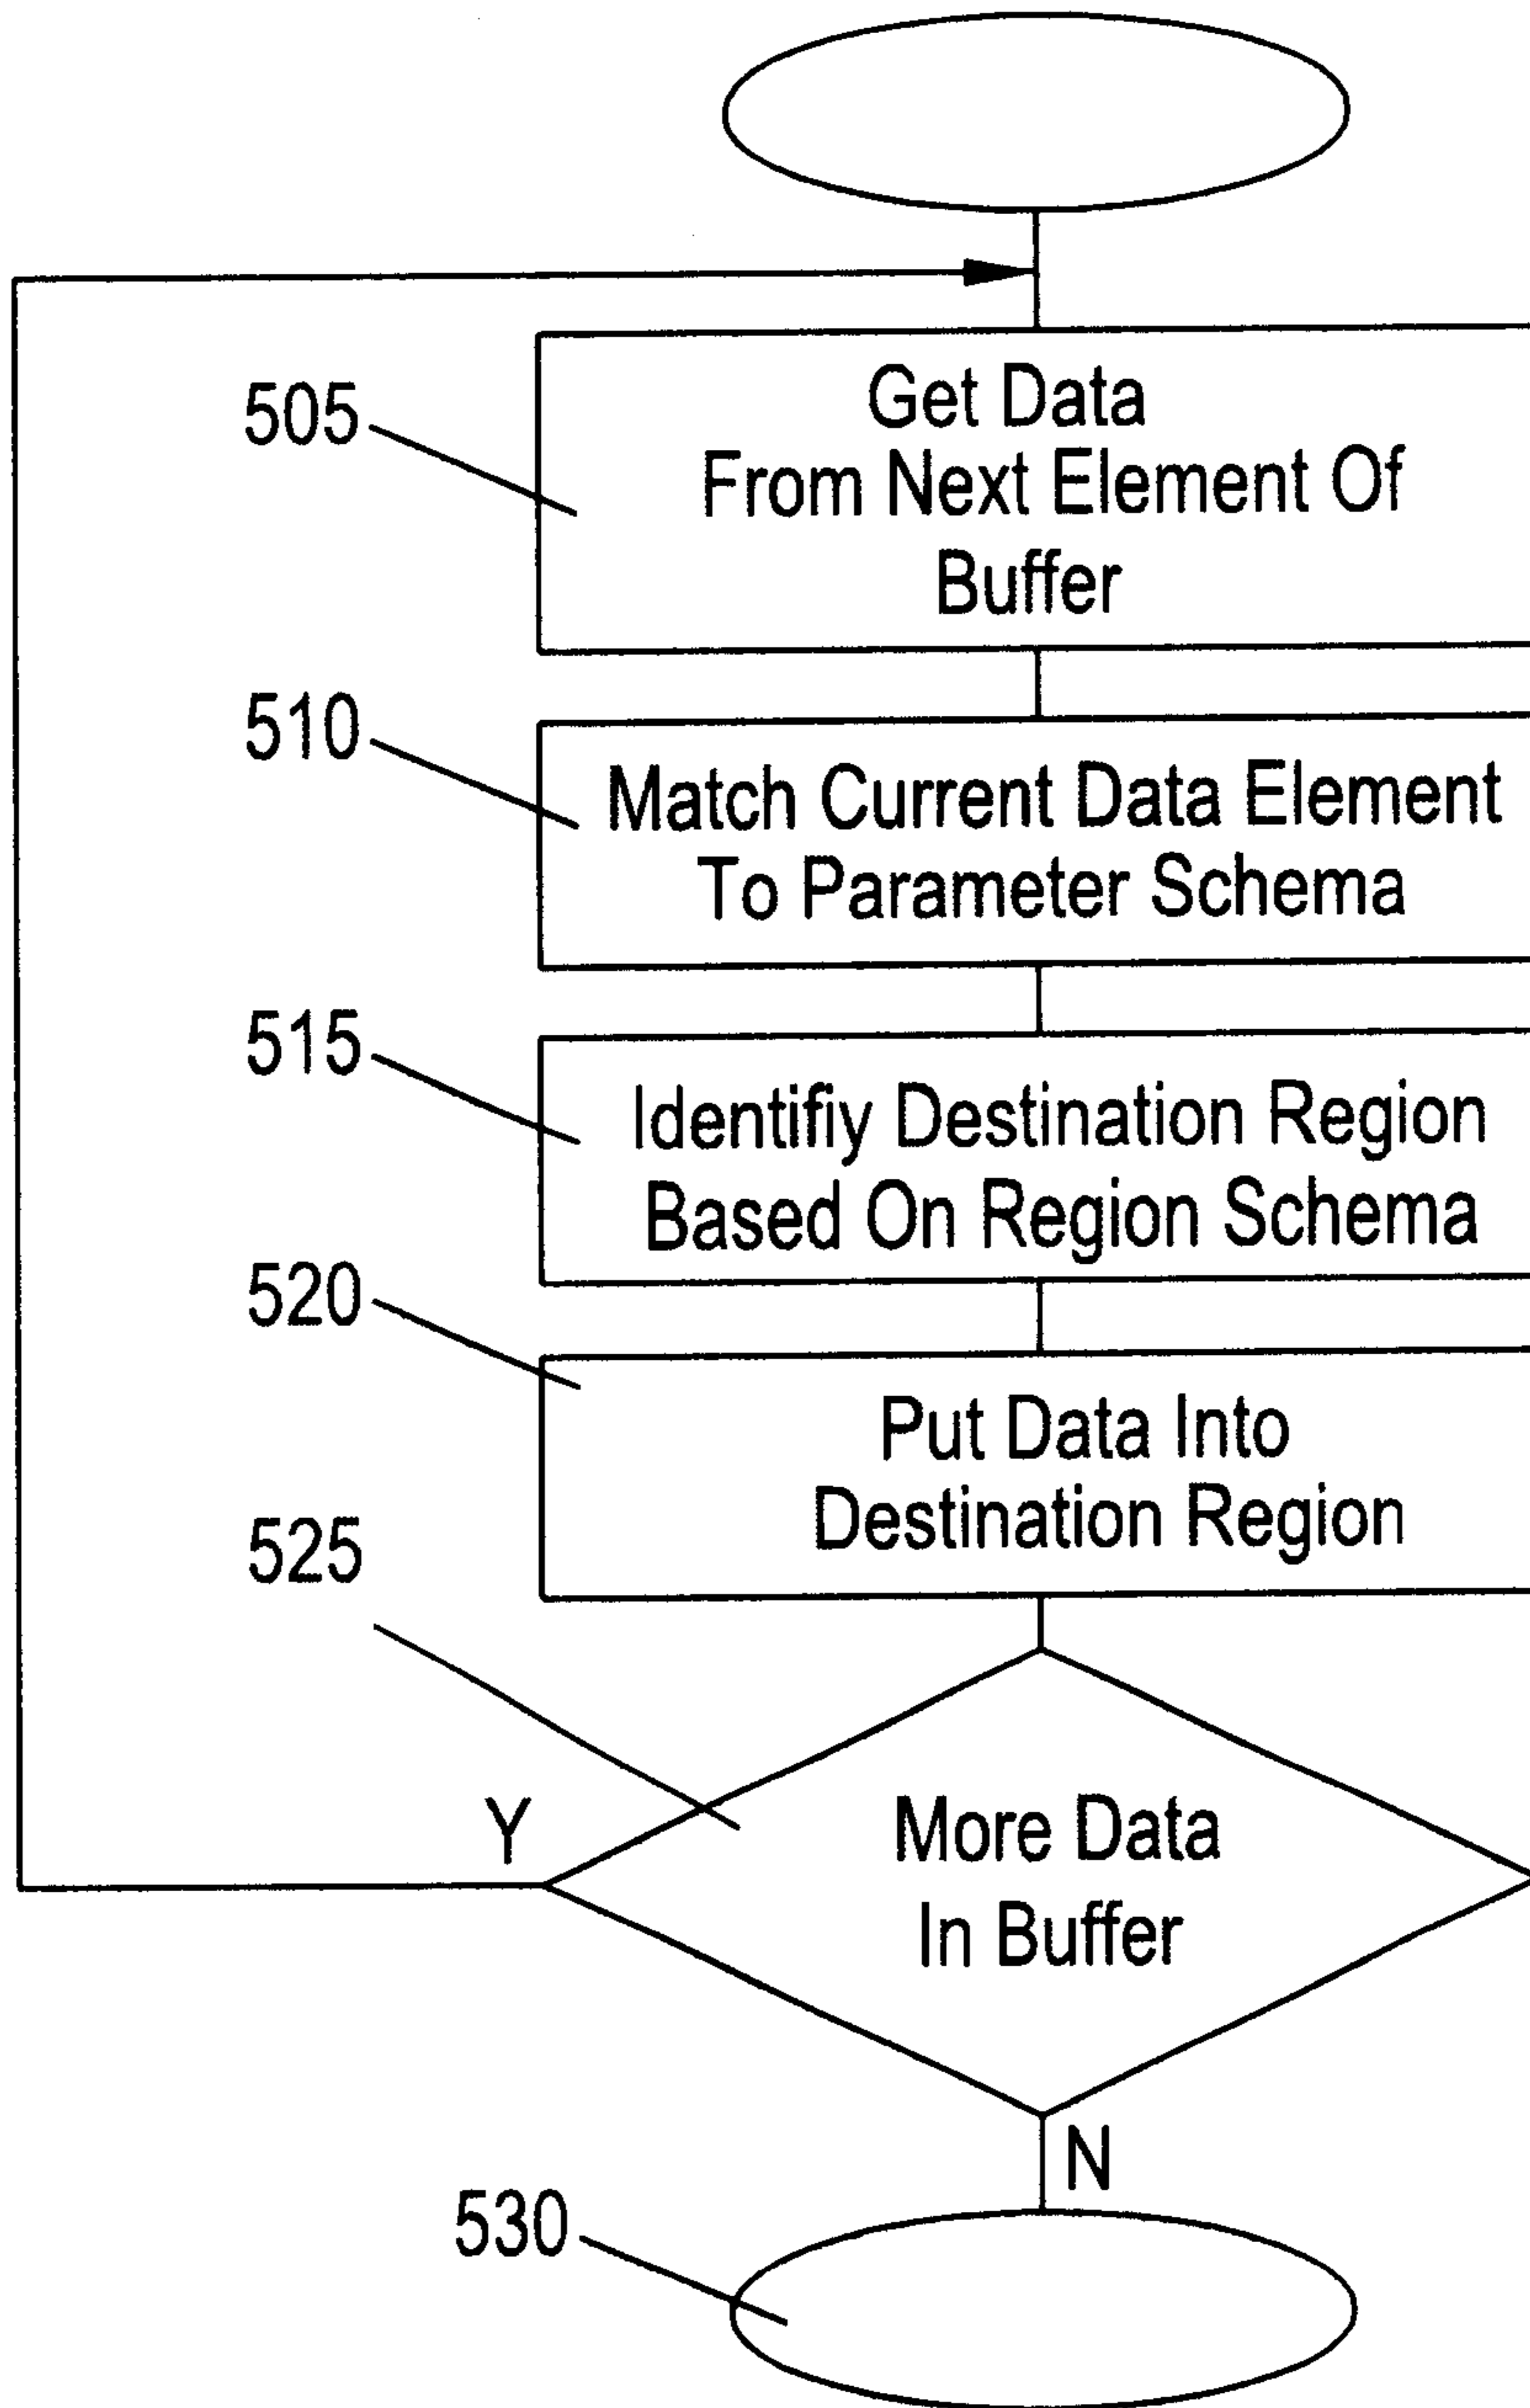 505
Get Data
From Next Element Of
Buffer
510
Match Current Data Element
To Parameter Schema
515
Identifiy Destination Region
Based On Region Schema
520
Put Data Into
Destination Region
525
Y
More Data
In Buffer
N
530